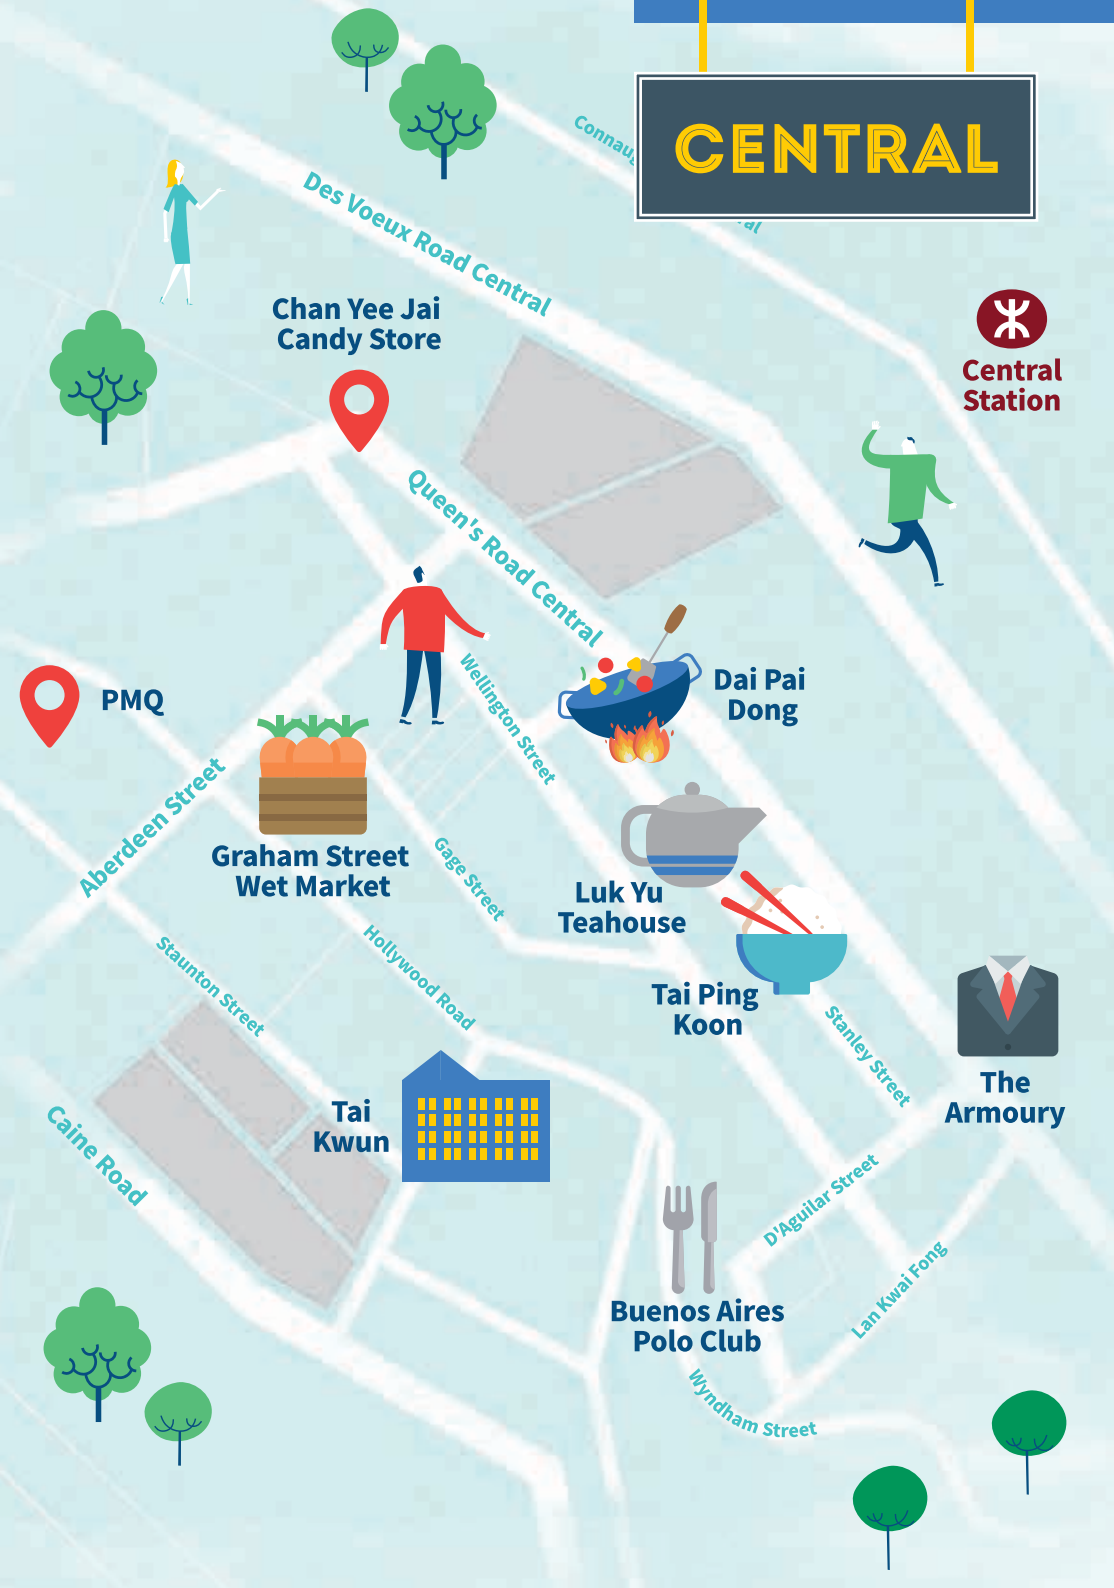 CENTRAL
Des Voeux Road Central
Chan Yee Jai
Candy Store
Central
Station
Queen's Road Central
Wellington Street
Dai Pai
Dong
PMQ
Aberdeen Street
Graham Street
Wet Market
Gage Street
Luk Yu
Teahouse
Tai Ping
Koon
Staunton Street
Hollywood Road
Stanley Street
The
Armoury
Caine Road
Tai
Kwun
D'Aguilar Street
Lan Kwai Fong
Buenos Aires
Polo Club
Wyndham Street